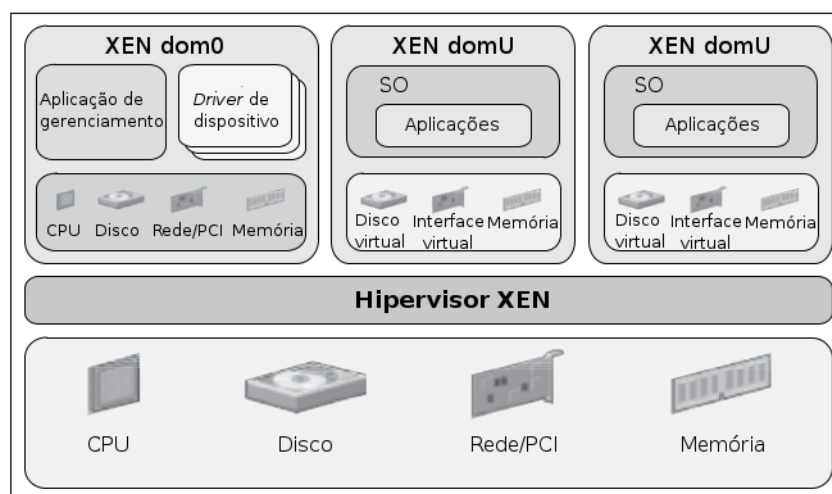 XEN dom0
Aplicação de
gerenciamento
Driver de
dispositivo
CPU
Disco
Rede/PCI
Memória
XEN domU
SO
Aplicações
Disco
virtual
Interface
virtual
Memória
XEN domU
SO
Aplicações
Disco
virtual
Interface
virtual
Memória
Hipervisor XEN
CPU
Disco
Rede/PCI
Memória